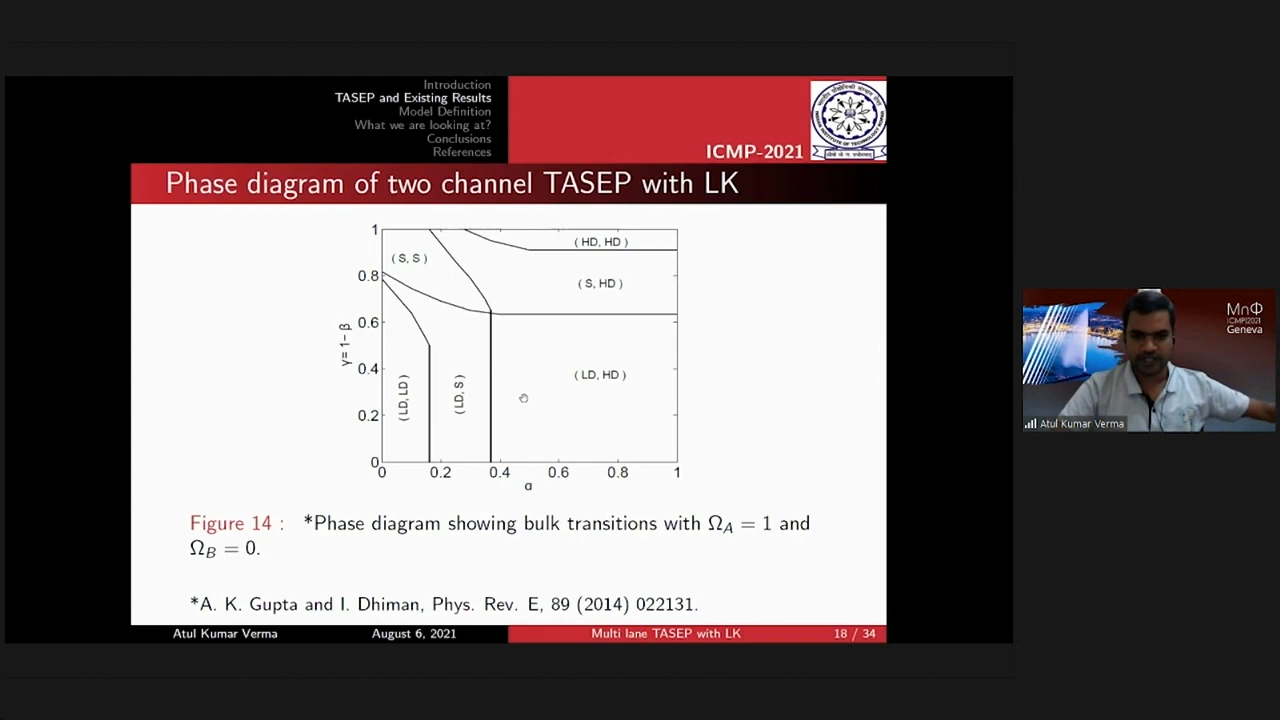 Introduction
TASEP and Existing Results
Model Definition
What we are looking at?
Conclusions
References
ICMP-2021
Phase diagram of two channel TASEP with LK
1
0.8
0.6
0.4
0.2
0
γ= 1− β
( S, S )
( HD, HD )
( S, HD )
( LD, LD )
( LD, S )
( LD, HD )
0 0.2 0.4 0.6 0.8 1
α
Figure 14 : *Phase diagram showing bulk transitions with Ω_A = 1 and
Ω_B = 0.
*A. K. Gupta and I. Dhiman, Phys. Rev. E, 89 (2014) 022131.
Atul Kumar Verma August 6, 2021 Multi lane TASEP with LK 18 / 34
MnΦ
ICMP2021
Geneva
Atul Kumar Verma